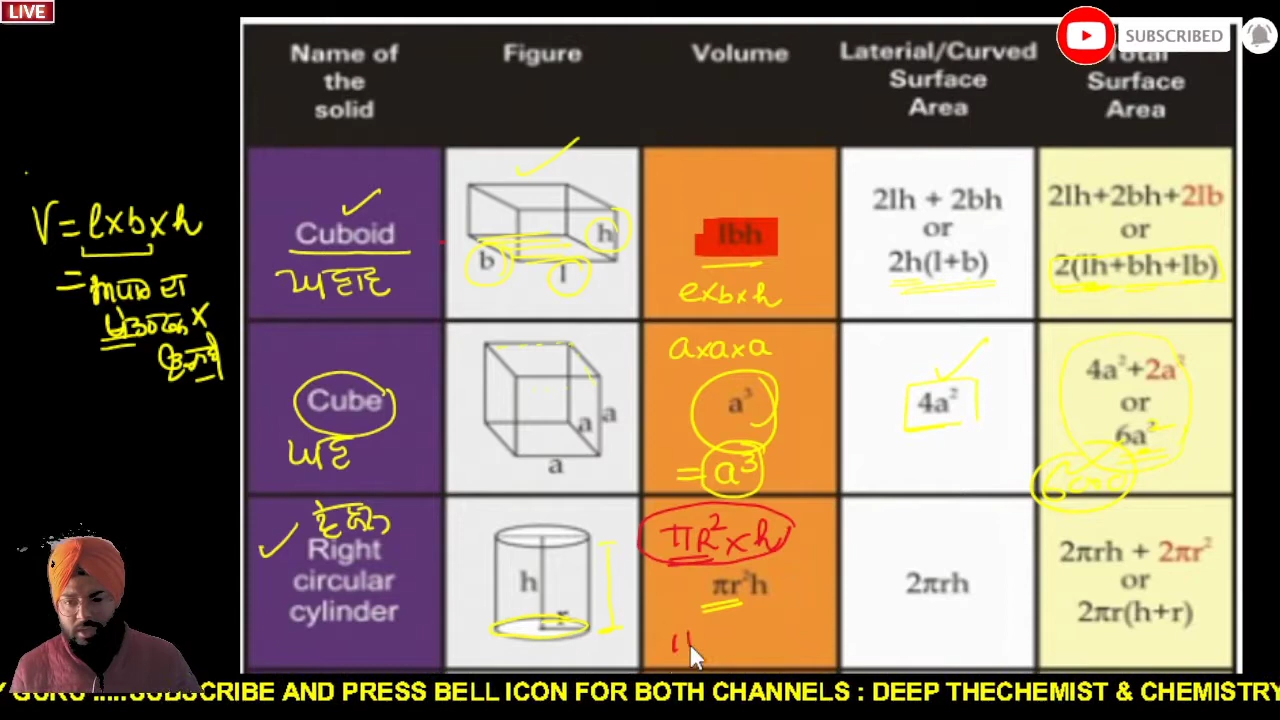 LIVE
SUBSCRIBED
Name of
the
solid
Figure
Volume
Laterial/Curved
Surface
Area
Total
Surface
Area
V = l×b×h
=
ਦਾ
×
Cuboid
h
b
l
lbh
l×b×h
2lh + 2bh
or
2h(l+b)
2lh+2bh+2lb
or
2(lh+bh+lb)
Cube
ਘਣ
a
a
a
a×a×a
a³
= a³
4a²
4a²+2a²
or
6a²
Right
circular
cylinder
h
r
πR²×h
πr²h
2πrh
2πrh + 2πr²
or
2πr(h+r)
SUBSCRIBE AND PRESS BELL ICON FOR BOTH CHANNELS : DEEP THECHEMIST & CHEMISTRY